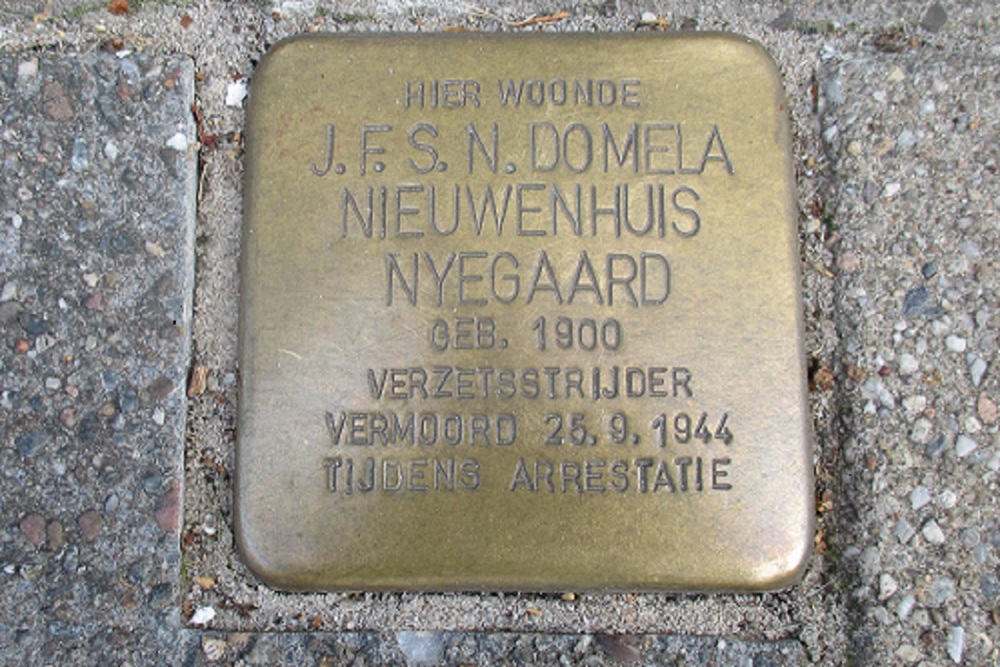 HIER WOONDE
J.F.S.N. DOMELA
NIEUWENHUIS
NYEGAARD
GEB. 1900
VERZETSSTRIJDER
VERMOORD 25.9.1944
TIJDENS ARRESTATIE